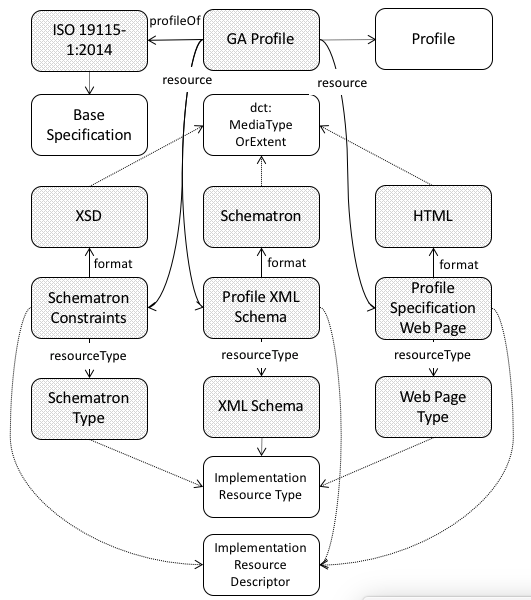 ISO 19115-
1:2014
profileOf
GA Profile
Profile
resource
resource
Base
Specification
dct:
MediaType
OrExtent
XSD
Schematron
HTML
format
format
format
Schematron
Constraints
Profile XML
Schema
Profile
Specification
Web Page
resourceType
resourceType
resourceType
Schematron
Type
XML Schema
Web Page
Type
Implementation
Resource Type
Implementation
Resource
Descriptor